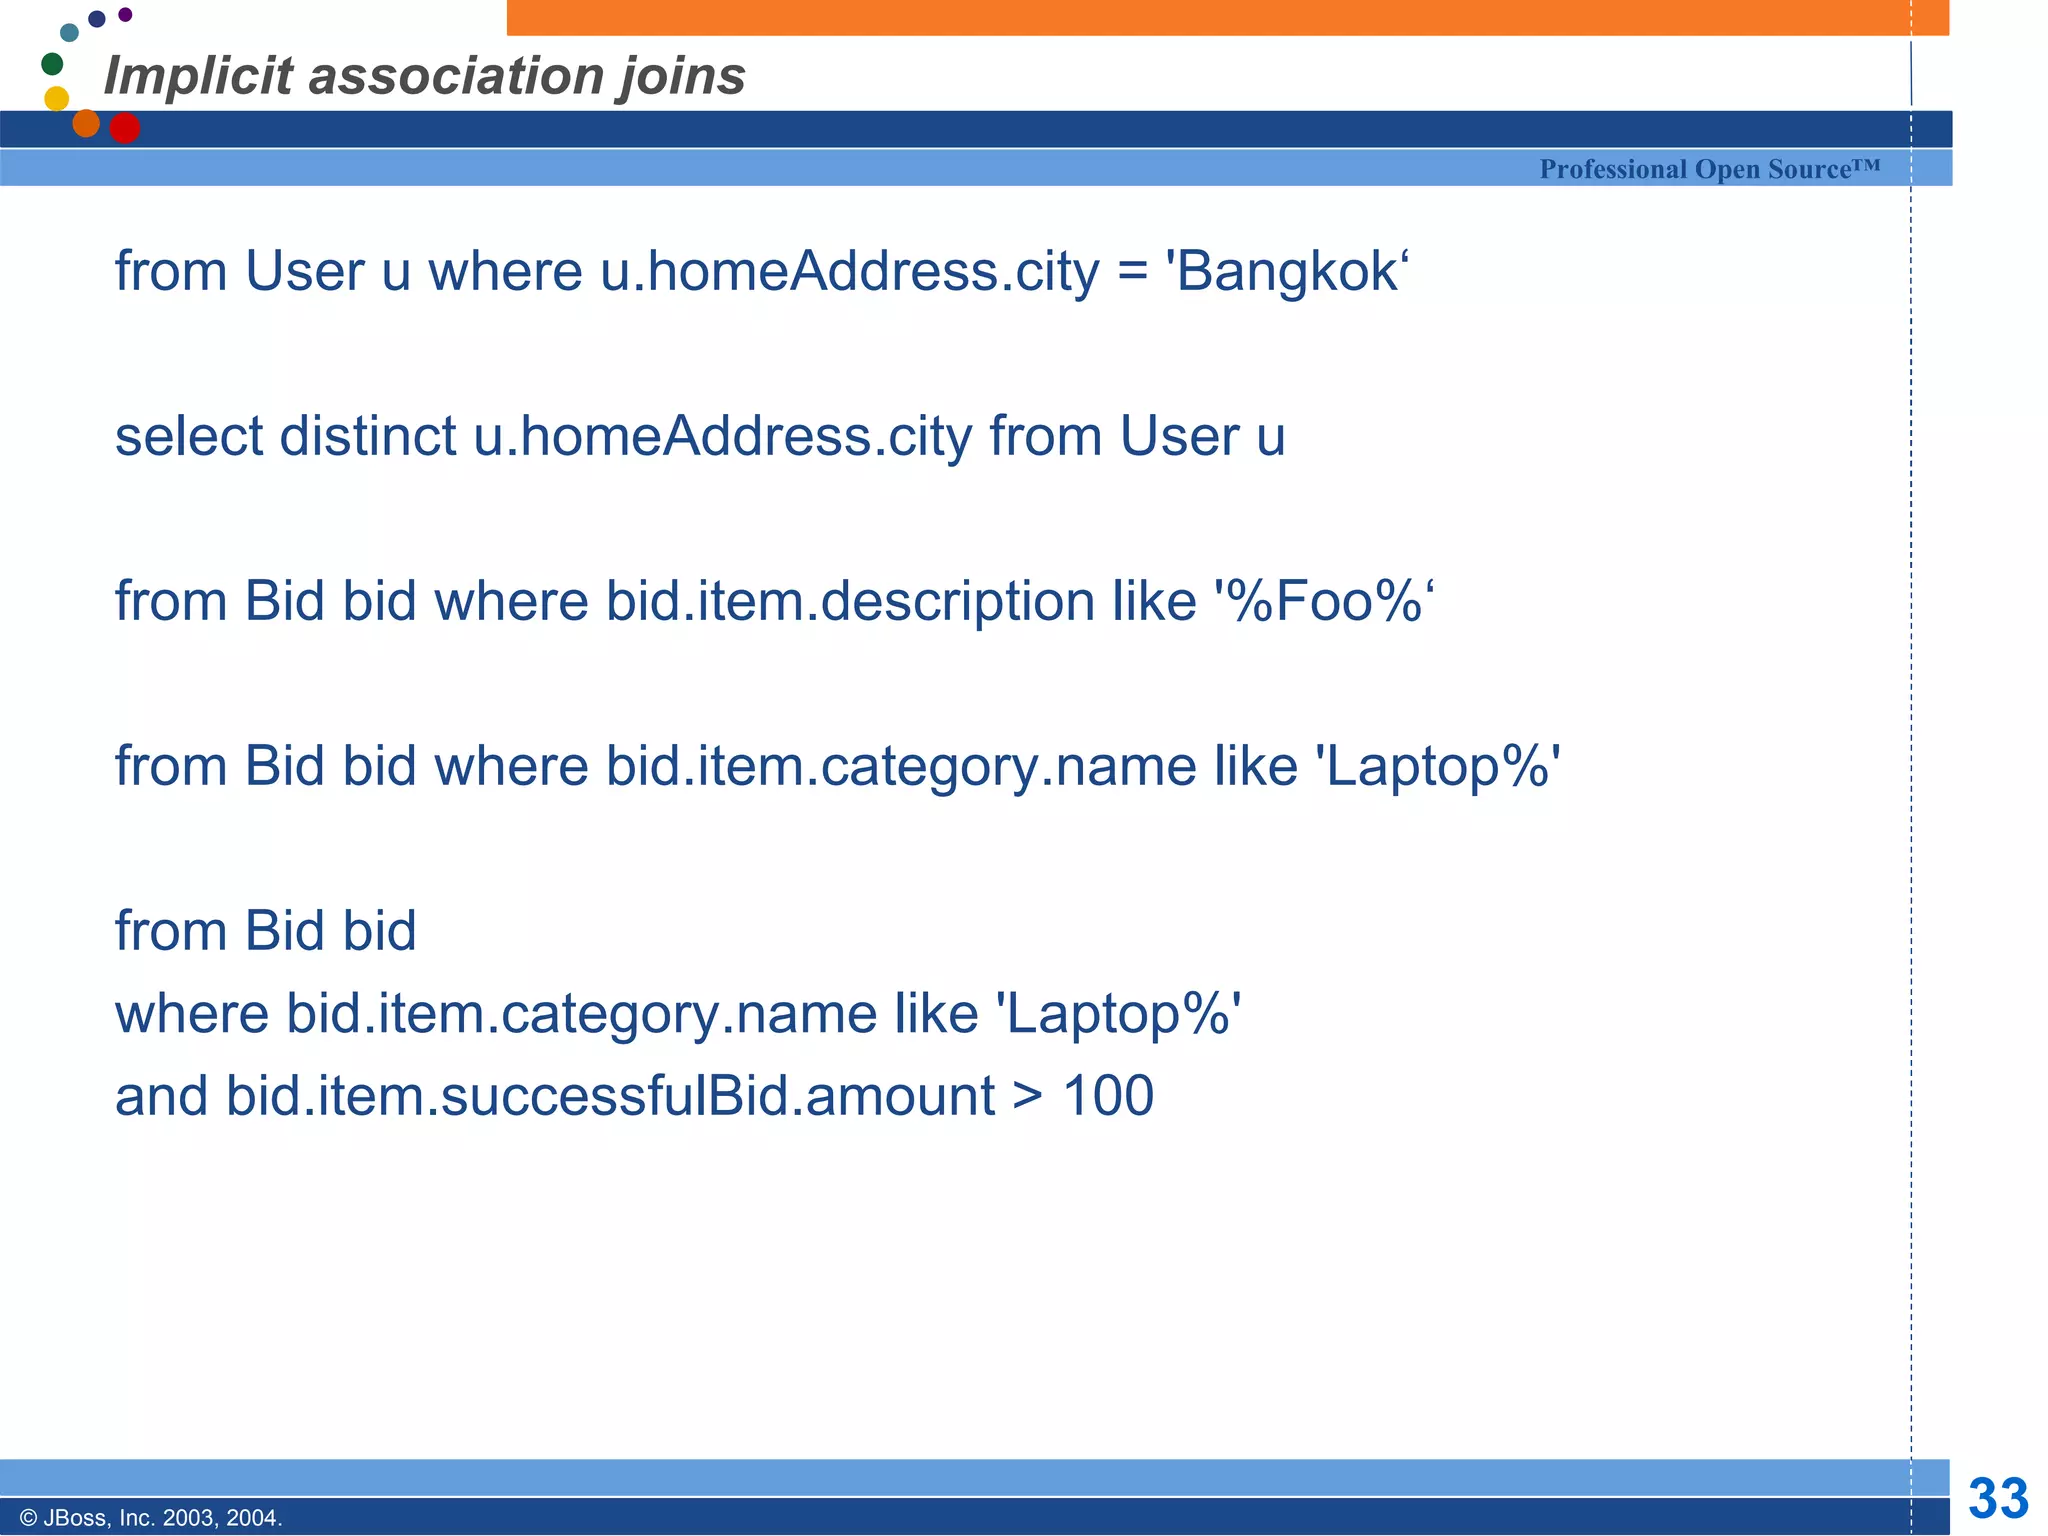 Implicit association joins
Professional Open Source™
from User u where u.homeAddress.city = 'Bangkok‘
select distinct u.homeAddress.city from User u
from Bid bid where bid.item.description like '%Foo%‘
from Bid bid where bid.item.category.name like 'Laptop%'
from Bid bid
where bid.item.category.name like 'Laptop%'
and bid.item.successfulBid.amount > 100
© JBoss, Inc. 2003, 2004.
33